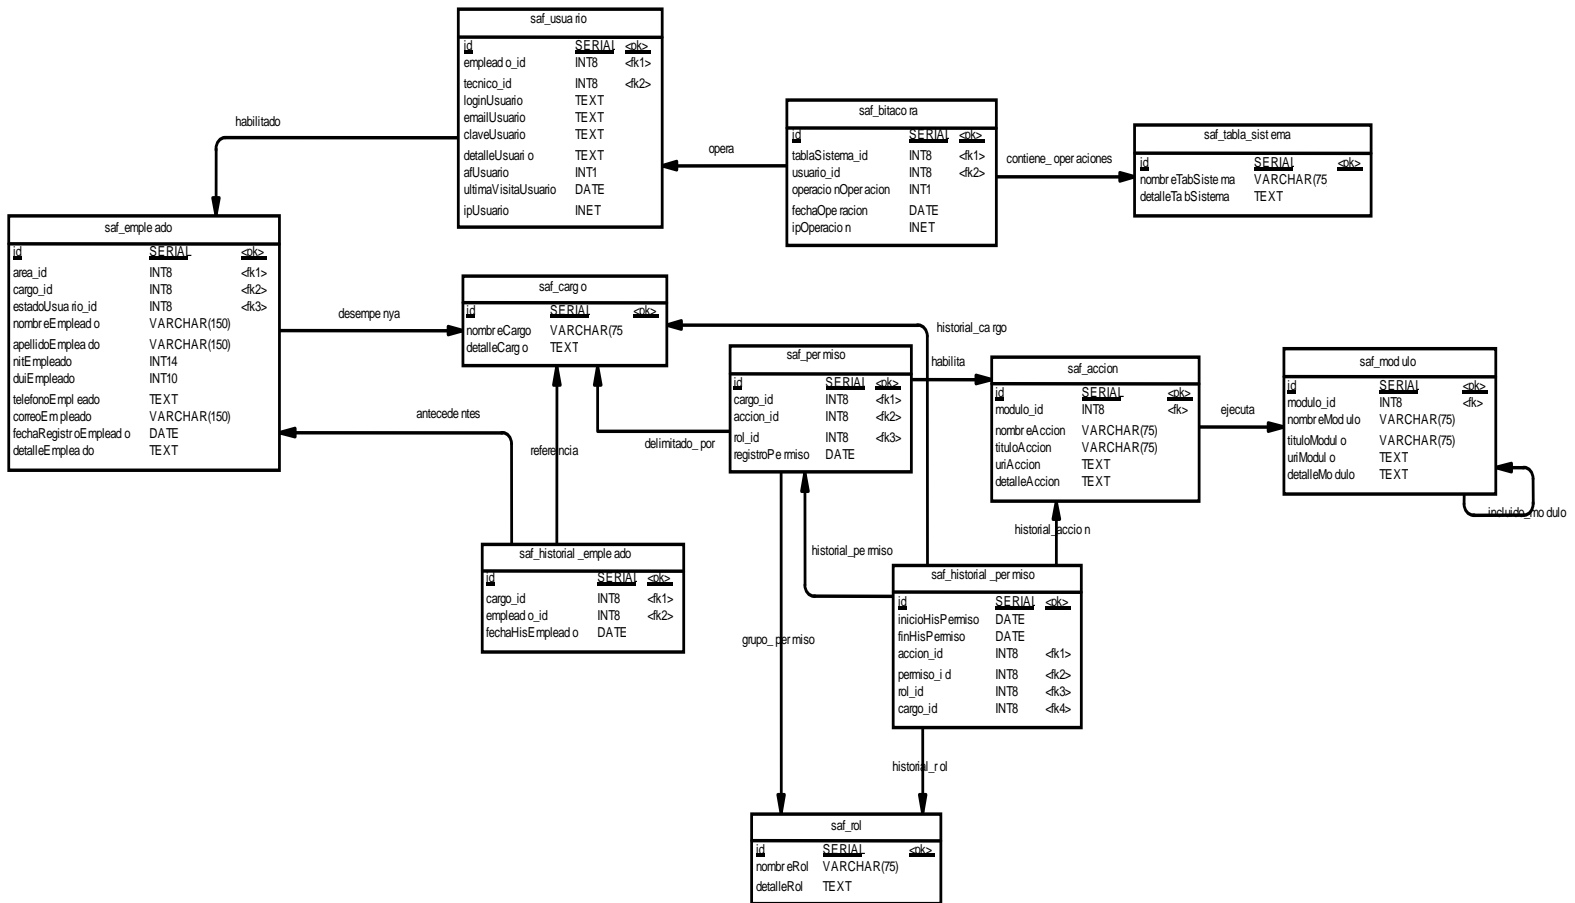 saf_usuario
id SERIAL <pk>
empleado_id INT8 <fk1>
tecnico_id INT8 <fk2>
loginUsuario TEXT
emailUsuario TEXT
claveUsuario TEXT
detalleUsuario TEXT
afUsuario INT1
ultimaVisitaUsuario DATE
ipUsuario INET
habilitado
opera
saf_bitacora
id SERIAL <pk>
tablaSistema_id INT8 <fk1>
usuario_id INT8 <fk2>
operacionOperacion INT1
fechaOperacion DATE
ipOperacion INET
contiene_operaciones
saf_tabla_sistema
id SERIAL <pk>
nombreTabSistema VARCHAR(75
detalleTabSistema TEXT
saf_empleado
id SERIAL <pk>
area_id INT8 <fk1>
cargo_id INT8 <fk2>
estadoUsuario_id INT8 <fk3>
nombreEmpleado VARCHAR(150)
apellidoEmpleado VARCHAR(150)
nitEmpleado INT14
duiEmpleado INT10
telefonoEmpleado TEXT
correoEmpleado VARCHAR(150)
fechaRegistroEmpleado DATE
detalleEmpleado TEXT
desempenya
saf_cargo
id SERIAL <pk>
nombreCargo VARCHAR(75
detalleCargo TEXT
historial_cargo
saf_permiso
id SERIAL <pk>
cargo_id INT8 <fk1>
accion_id INT8 <fk2>
rol_id INT8 <fk3>
registroPermiso DATE
habilita
saf_accion
id SERIAL <pk>
modulo_id INT8 <fk>
nombreAccion VARCHAR(75)
tituloAccion VARCHAR(75)
uriAccion TEXT
detalleAccion TEXT
ejecuta
saf_modulo
id SERIAL <pk>
modulo_id INT8 <fk>
nombreModulo VARCHAR(75)
tituloModulo VARCHAR(75)
uriModulo TEXT
detalleModulo TEXT
incluido_modulo
antecedentes
referencia
delimitado_por
saf_historial_empleado
id SERIAL <pk>
cargo_id INT8 <fk1>
empleado_id INT8 <fk2>
fechaHisEmpleado DATE
historial_permiso
historial_accion
saf_historial_permiso
id SERIAL <pk>
inicioHisPermiso DATE
finHisPermiso DATE
accion_id INT8 <fk1>
permiso_id INT8 <fk2>
rol_id INT8 <fk3>
cargo_id INT8 <fk4>
grupo_permiso
historial_rol
saf_rol
id SERIAL <pk>
nombreRol VARCHAR(75)
detalleRol TEXT